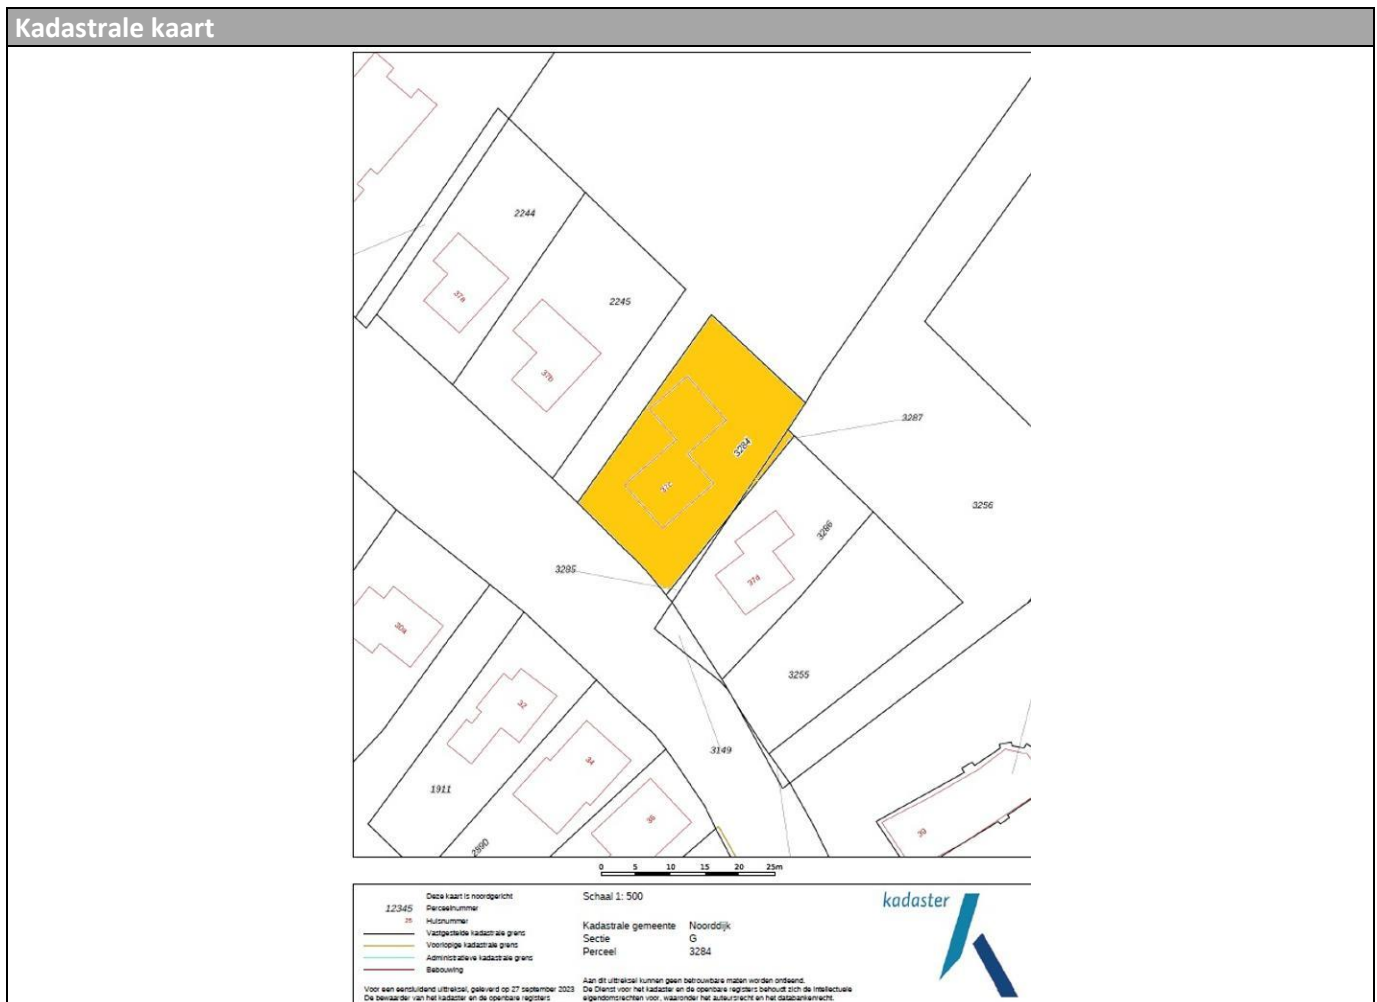 Kadastrale kaart
2244
37a
2245
37b
3284
37c
3287
3256
3286
37d
3285
30a
3255
32
3149
34
1911
36
39
2890
0 5 10 15 20 25m
Deze kaart is noordgericht
12345 Perceelnummer
25 Huisnummer
Vastgestelde kadastrale grens
Voorlopige kadastrale grens
Administratieve kadastrale grens
Bebouwing
Schaal 1: 500
Kadastrale gemeente Noorddijk
Sectie G
Perceel 3284
kadaster
Voor een eensluidend uittreksel, geleverd op 27 september 2023
De bewaarder van het kadaster en de openbare registers
Aan dit uittreksel kunnen geen betrouwbare maten worden ontleend.
De Dienst voor het kadaster en de openbare registers behoudt zich de intellectuele
eigendomsrechten voor, waaronder het auteursrecht en het databankenrecht.